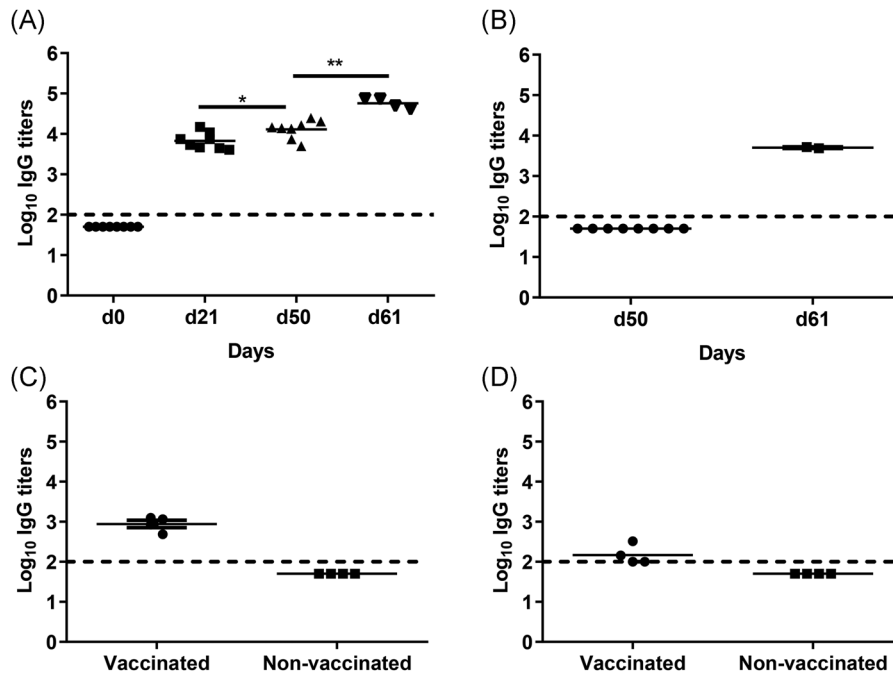 (A)
Log10 IgG titers
6
5
4
3
2
1
0
*
**
d0 d21 d50 d61
Days
(B)
Log10 IgG titers
6
5
4
3
2
1
0
d50 d61
Days
(C)
Log10 IgG titers
6
5
4
3
2
1
0
Vaccinated Non-vaccinated
(D)
Log10 IgG titers
6
5
4
3
2
1
0
Vaccinated Non-vaccinated